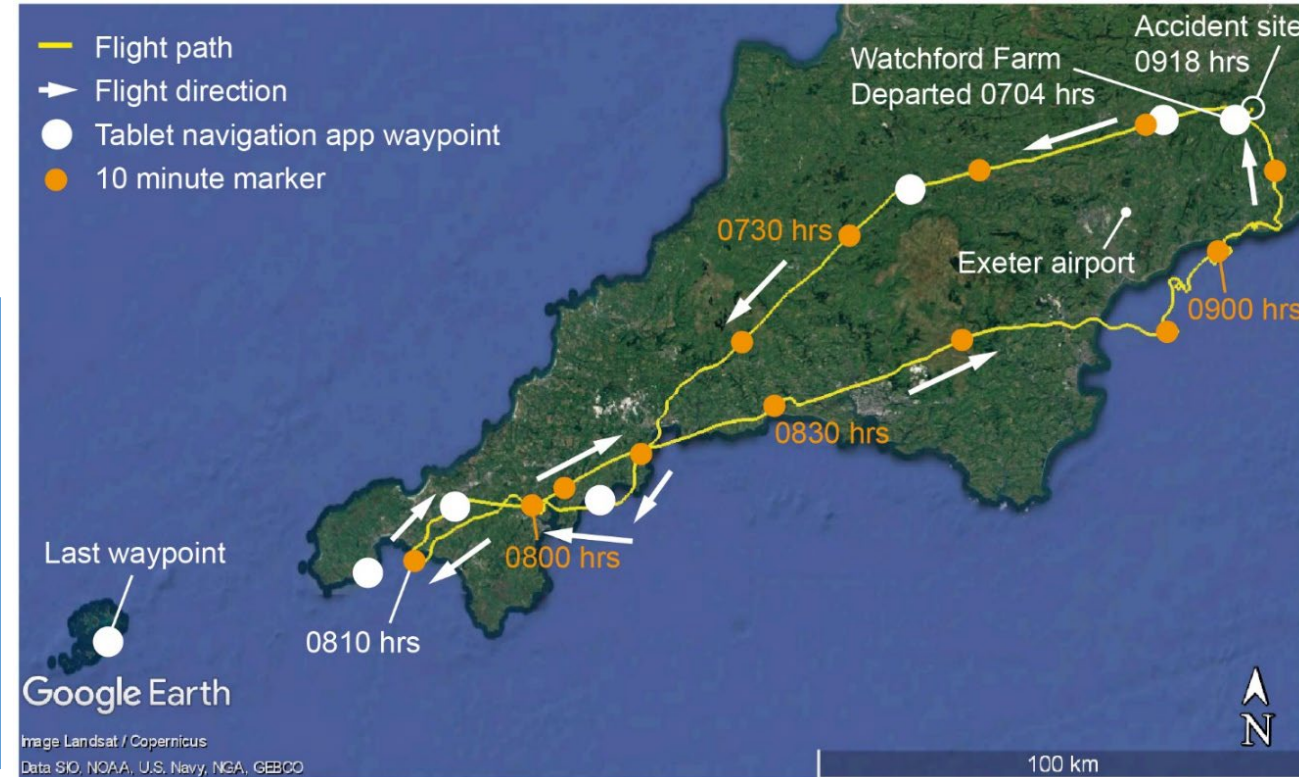 Flight path
Flight direction
Tablet navigation app waypoint
10 minute marker
Accident site
0918 hrs
Watchford Farm
Departed 0704 hrs
0730 hrs
Exeter airport
0900 hrs
0830 hrs
0800 hrs
Last waypoint
0810 hrs
Google Earth
Image Landsat / Copernicus
Data SIO, NOAA, U.S. Navy, NGA, GEBCO
N
100 km